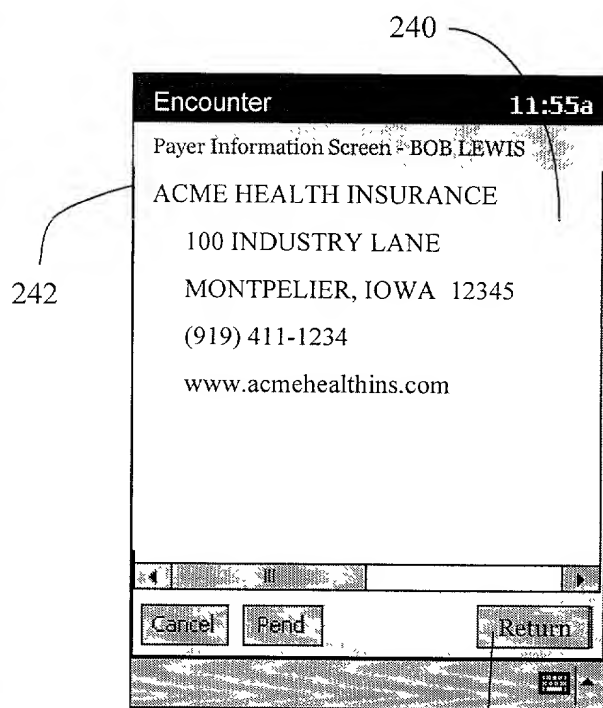 240
Encounter 11:55a
Payer Information Screen - BOB LEWIS
ACME HEALTH INSURANCE
100 INDUSTRY LANE
242
MONTPELIER, IOWA 12345
(919) 411-1234
www.acmehealthins.com
Cancel Pend Return